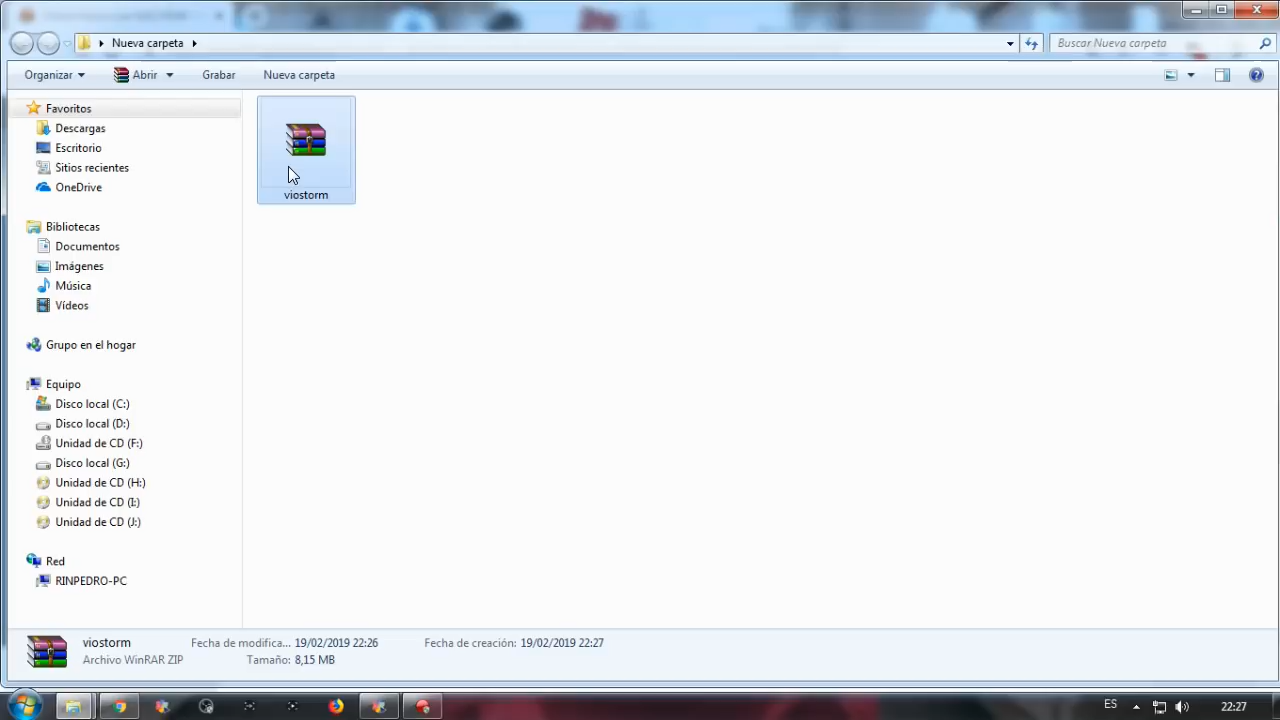 Nueva carpeta
Buscar Nueva carpeta
Organizar Abrir Grabar Nueva carpeta
Favoritos
Descargas
Escritorio
Sitios recientes
OneDrive
Bibliotecas
Documentos
Imágenes
Música
Vídeos
Grupo en el hogar
Equipo
Disco local (C:)
Disco local (D:)
Unidad de CD (F:)
Disco local (G:)
Unidad de CD (H:)
Unidad de CD (I:)
Unidad de CD (J:)
Red
RINPEDRO-PC
viostorm
viostorm Fecha de modifica... 19/02/2019 22:26 Fecha de creación: 19/02/2019 22:27
Archivo WinRAR ZIP Tamaño: 8,15 MB
ES 22:27